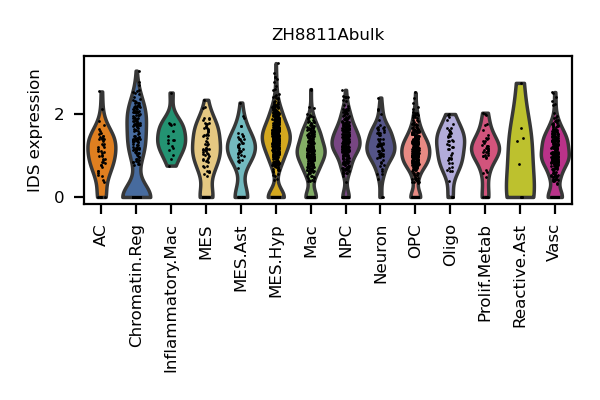 ZH8811Abulk
IDS expression
2
0
AC
Chromatin.Reg
Inflammatory.Mac
MES
MES.Ast
MES.Hyp
Mac
NPC
Neuron
OPC
Oligo
Prolif.Metab
Reactive.Ast
Vasc